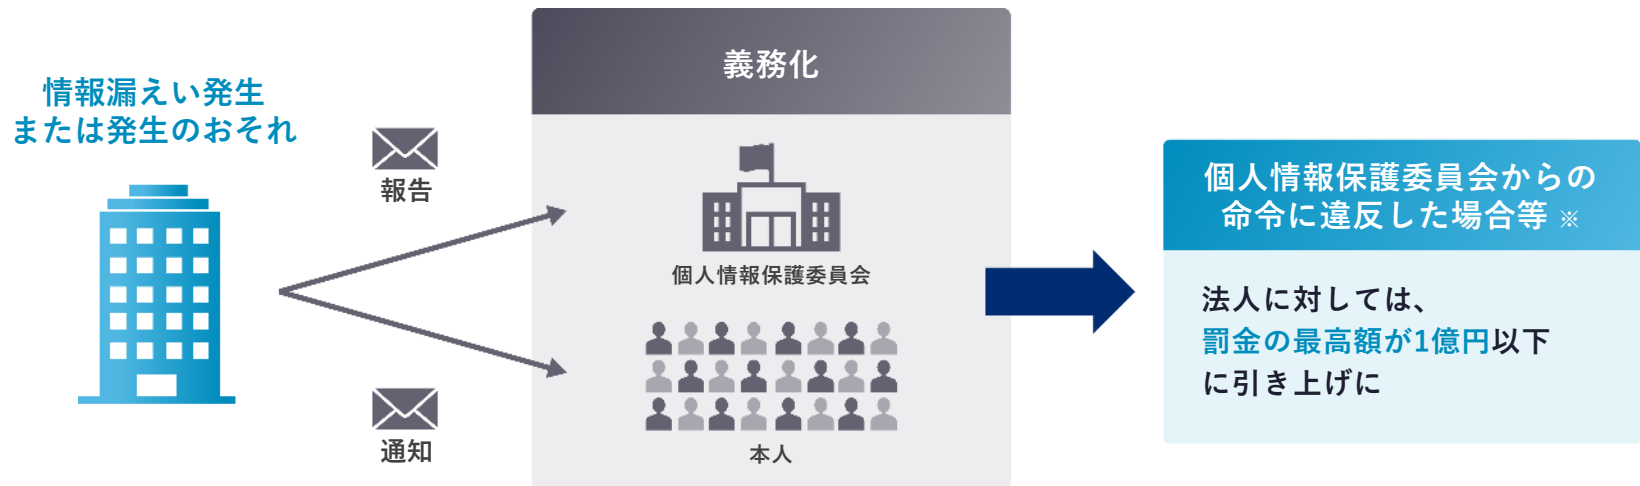 情報漏えい発生
または発生のおそれ
報告
通知
義務化
個人情報保護委員会
本人
個人情報保護委員会からの
命令に違反した場合等 ※
法人に対しては、
罰金の最高額が1億円以下
に引き上げに